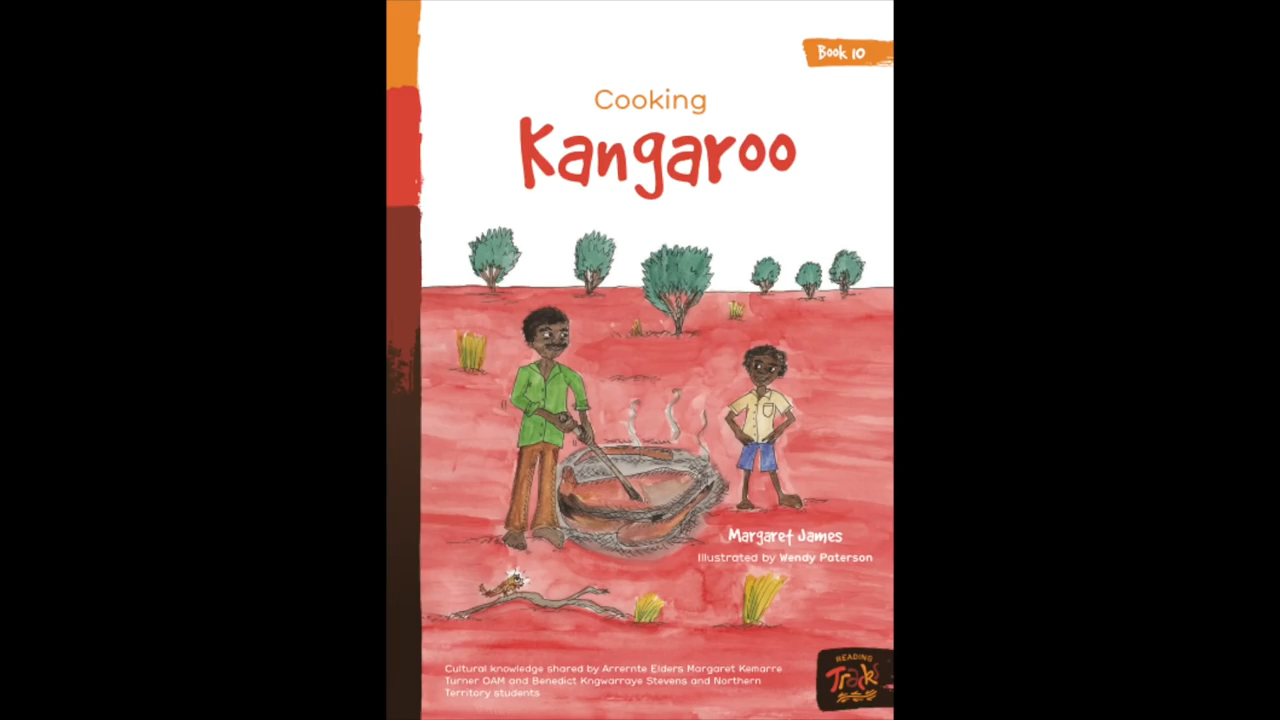 Book 10
Cooking
Kangaroo
Margaret James
Illustrated by Wendy Paterson
Cultural knowledge shared by Arrernte Elders Margaret Kemarre
Turner OAM and Benedict Kngwarraye Stevens and Northern
Territory students
READING
Tracks